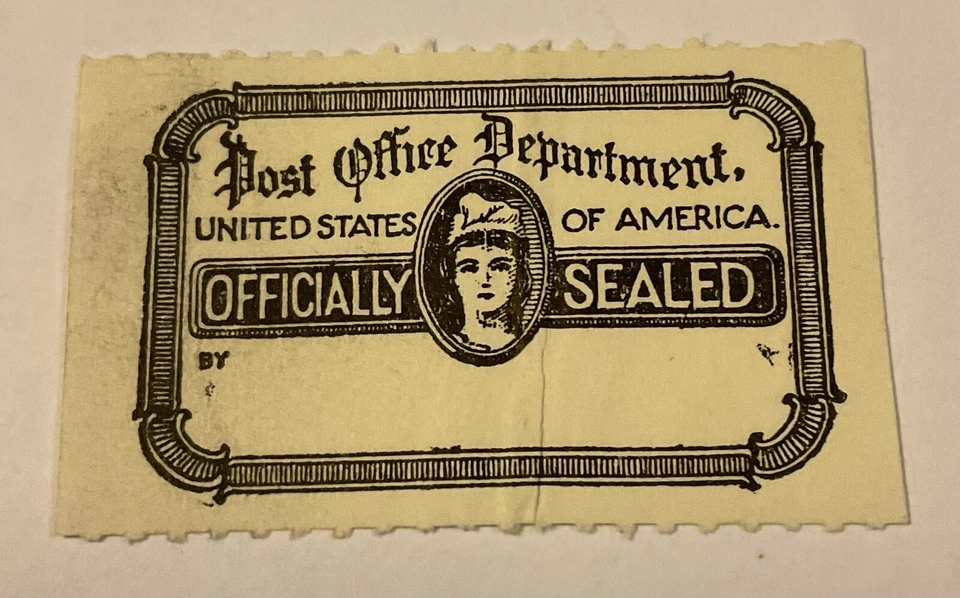 Post Office Department,
UNITED STATES OF AMERICA.
OFFICIALLY SEALED
BY